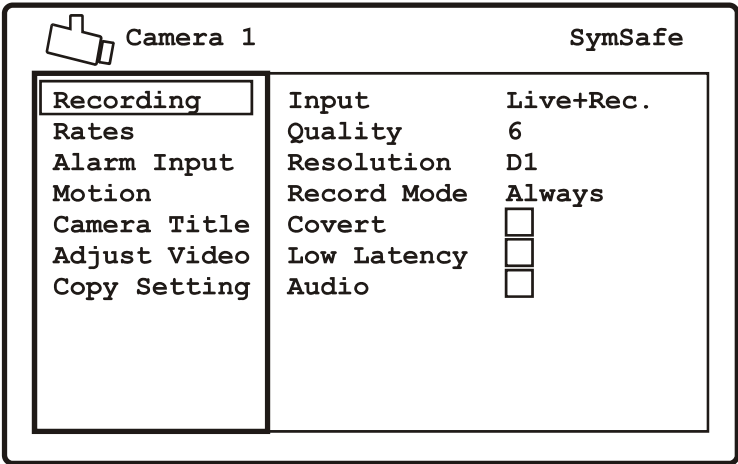 Camera 1 SymSafe
Recording Input Live+Rec.
Rates Quality 6
Alarm Input Resolution D1
Motion Record Mode Always
Camera Title Covert
Adjust Video Low Latency
Copy Setting Audio